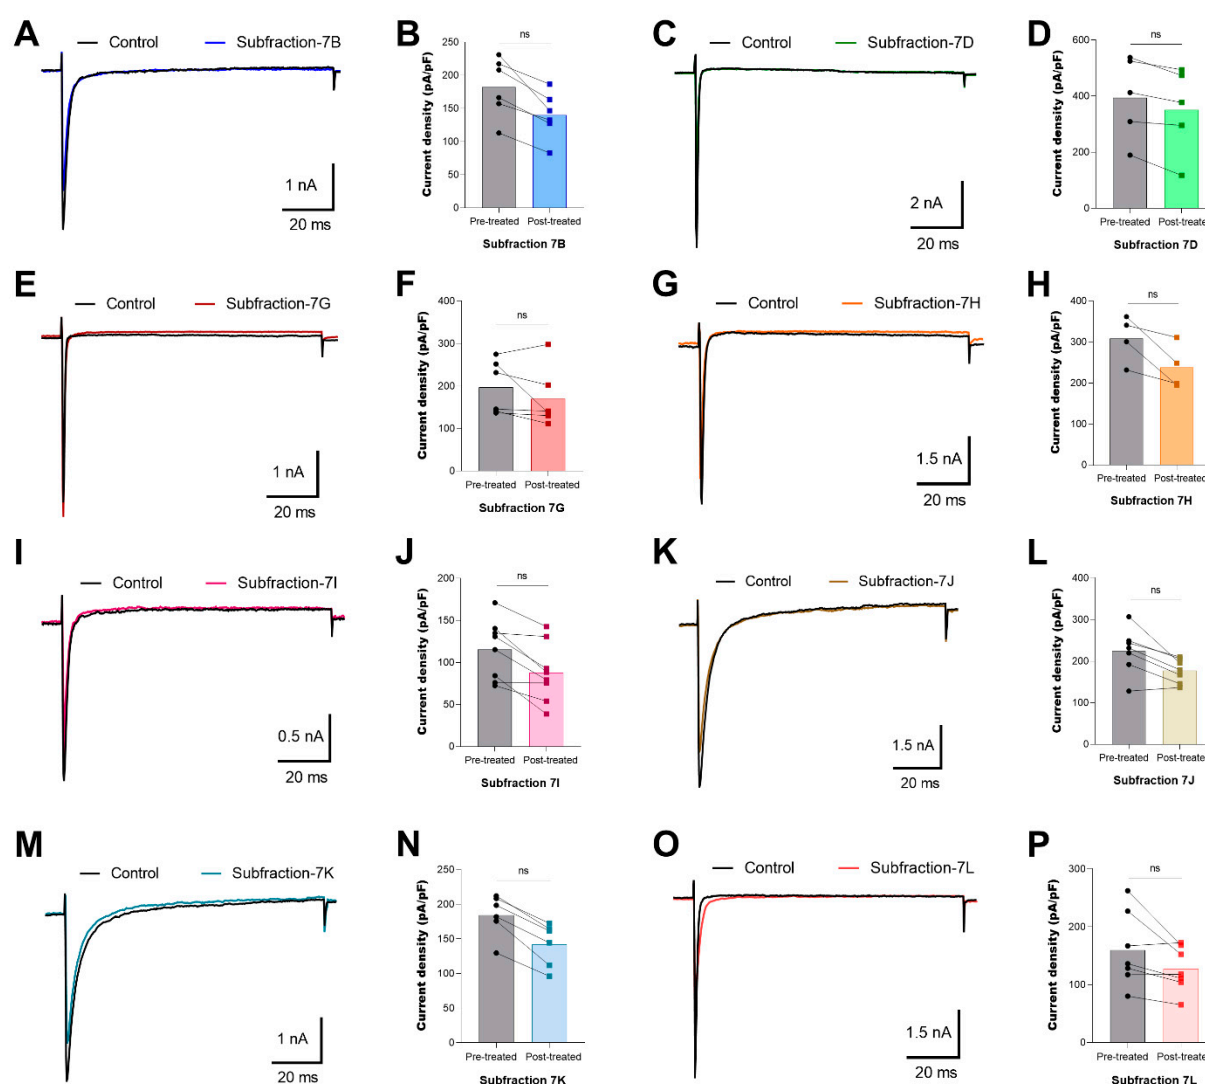 A
Control
Subfraction-7B
1 nA
20 ms
B
Current density (pA/pF)
250
200
150
100
50
0
ns
Pre-treated
Post-treated
Subfraction 7B
C
Control
Subfraction-7D
2 nA
20 ms
D
Current density (pA/pF)
600
400
200
0
ns
Pre-treated
Post-treated
Subfraction 7D
E
Control
Subfraction-7G
1 nA
20 ms
F
Current density (pA/pF)
400
300
200
100
0
ns
Pre-treated
Post-treated
Subfraction 7G
G
Control
Subfraction-7H
1.5 nA
20 ms
H
Current density (pA/pF)
400
300
200
100
0
ns
Pre-treated
Post-treated
Subfraction 7H
I
Control
Subfraction-7I
0.5 nA
20 ms
J
Current density (pA/pF)
200
150
100
50
0
ns
Pre-treated
Post-treated
Subfraction 7I
K
Control
Subfraction-7J
1.5 nA
20 ms
L
Current density (pA/pF)
400
300
200
100
0
ns
Pre-treated
Post-treated
Subfraction 7J
M
Control
Subfraction-7K
1 nA
20 ms
N
Current density (pA/pF)
250
200
150
100
50
0
ns
Pre-treated
Post-treated
Subfraction 7K
O
Control
Subfraction-7L
1.5 nA
20 ms
P
Current density (pA/pF)
300
200
100
0
ns
Pre-treated
Post-treated
Subfraction 7L